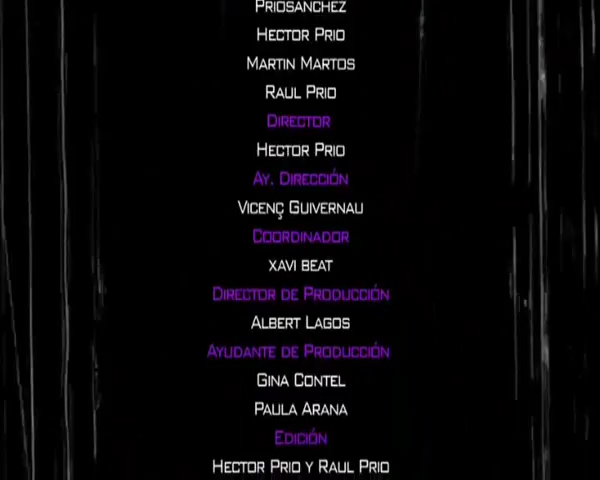 Priosanchez
Hector Prio
Martin Martos
Raul Prio
Director
Hector Prio
Ay. Dirección
Vicenç Guivernau
Coordinador
xavi beat
Director de Producción
Albert Lagos
Ayudante de Producción
Gina Contel
Paula Arana
Edición
Hector Prio y Raul Prio